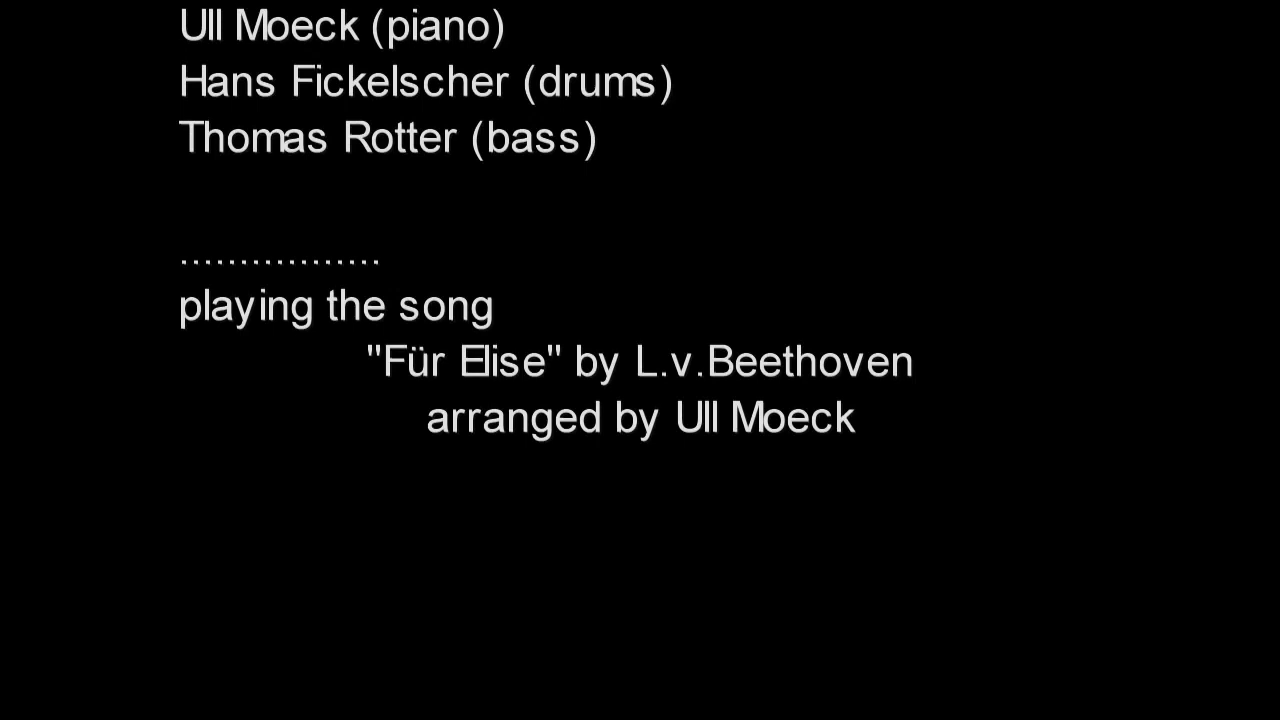 Ull Moeck (piano)
Hans Fickelscher (drums)
Thomas Rotter (bass)
.................
playing the song
"Für Elise" by L.v.Beethoven
arranged by Ull Moeck